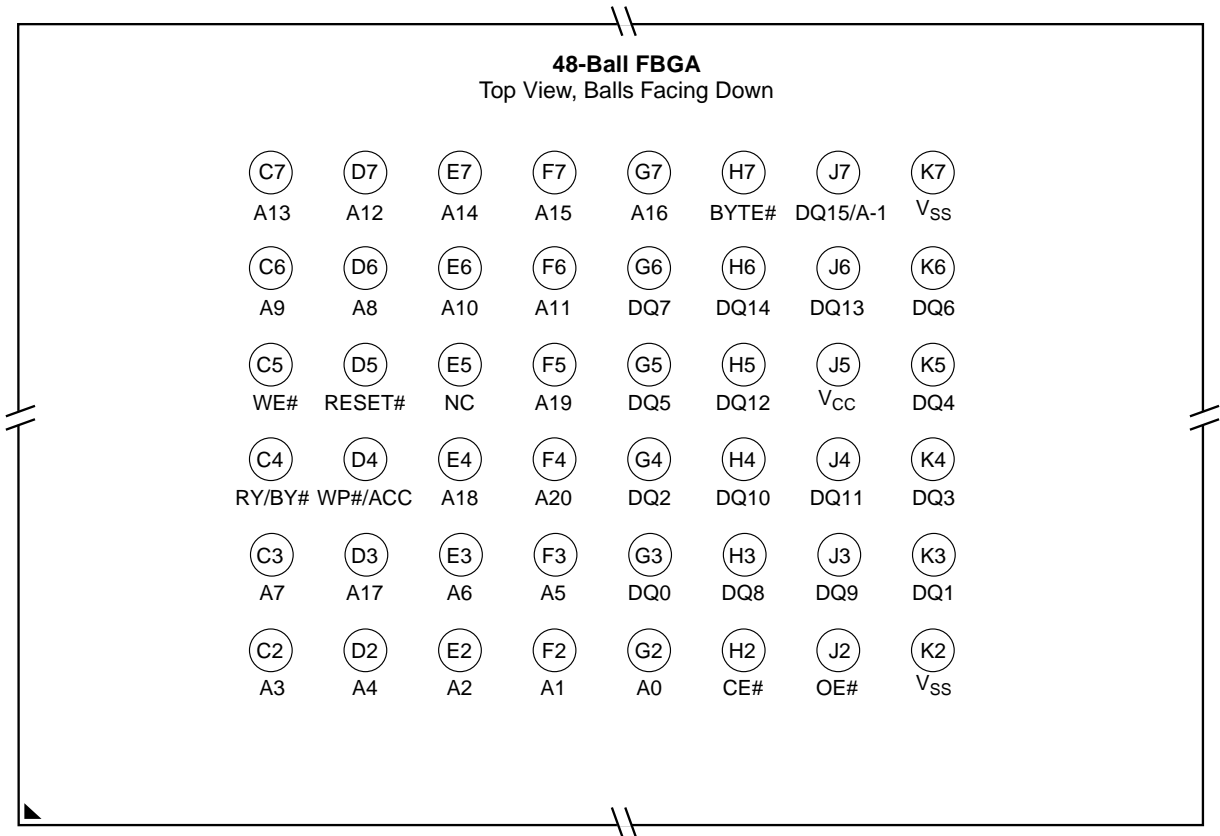 48-Ball FBGA
Top View, Balls Facing Down
C7 D7 E7 F7 G7 H7 J7 K7
A13 A12 A14 A15 A16 BYTE# DQ15/A-1 VSS
C6 D6 E6 F6 G6 H6 J6 K6
A9 A8 A10 A11 DQ7 DQ14 DQ13 DQ6
C5 D5 E5 F5 G5 H5 J5 K5
WE# RESET# NC A19 DQ5 DQ12 VCC DQ4
C4 D4 E4 F4 G4 H4 J4 K4
RY/BY# WP#/ACC A18 A20 DQ2 DQ10 DQ11 DQ3
C3 D3 E3 F3 G3 H3 J3 K3
A7 A17 A6 A5 DQ0 DQ8 DQ9 DQ1
C2 D2 E2 F2 G2 H2 J2 K2
A3 A4 A2 A1 A0 CE# OE# VSS